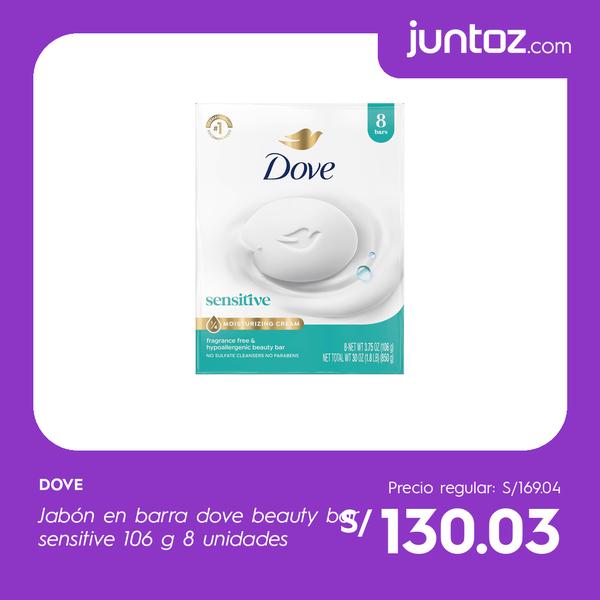 juntoz.com
#1
8
bars
Dove
sensitive
1/4 MOISTURIZING CREAM
fragrance free &
hypoallergenic beauty bar
NO SULFATE CLEANSERS NO PARABENS
8-NET WT 3.75 OZ (106 g)
NET TOTAL WT 30 OZ (1.8 LB) (850 g)
DOVE
Jabón en barra dove beauty bar
sensitive 106 g 8 unidades
Precio regular: S/169.04
S/ 130.03